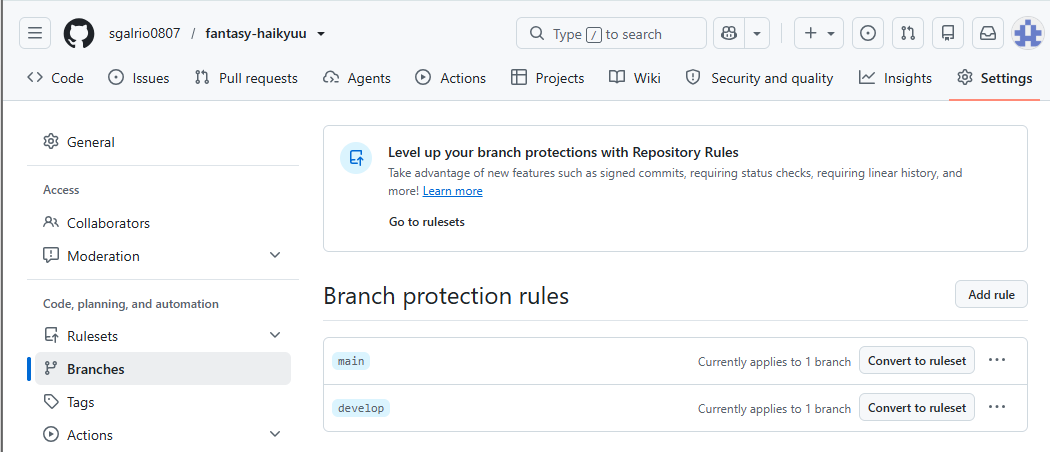 sgalrio0807 / fantasy-haikyuu
Type / to search
Code
Issues
Pull requests
Agents
Actions
Projects
Wiki
Security and quality
Insights
Settings
General
Access
Collaborators
Moderation
Code, planning, and automation
Rulesets
Branches
Tags
Actions
Level up your branch protections with Repository Rules
Take advantage of new features such as signed commits, requiring status checks, requiring linear history, and
more! Learn more
Go to rulesets
Branch protection rules
Add rule
main
Currently applies to 1 branch
Convert to ruleset
develop
Currently applies to 1 branch
Convert to ruleset